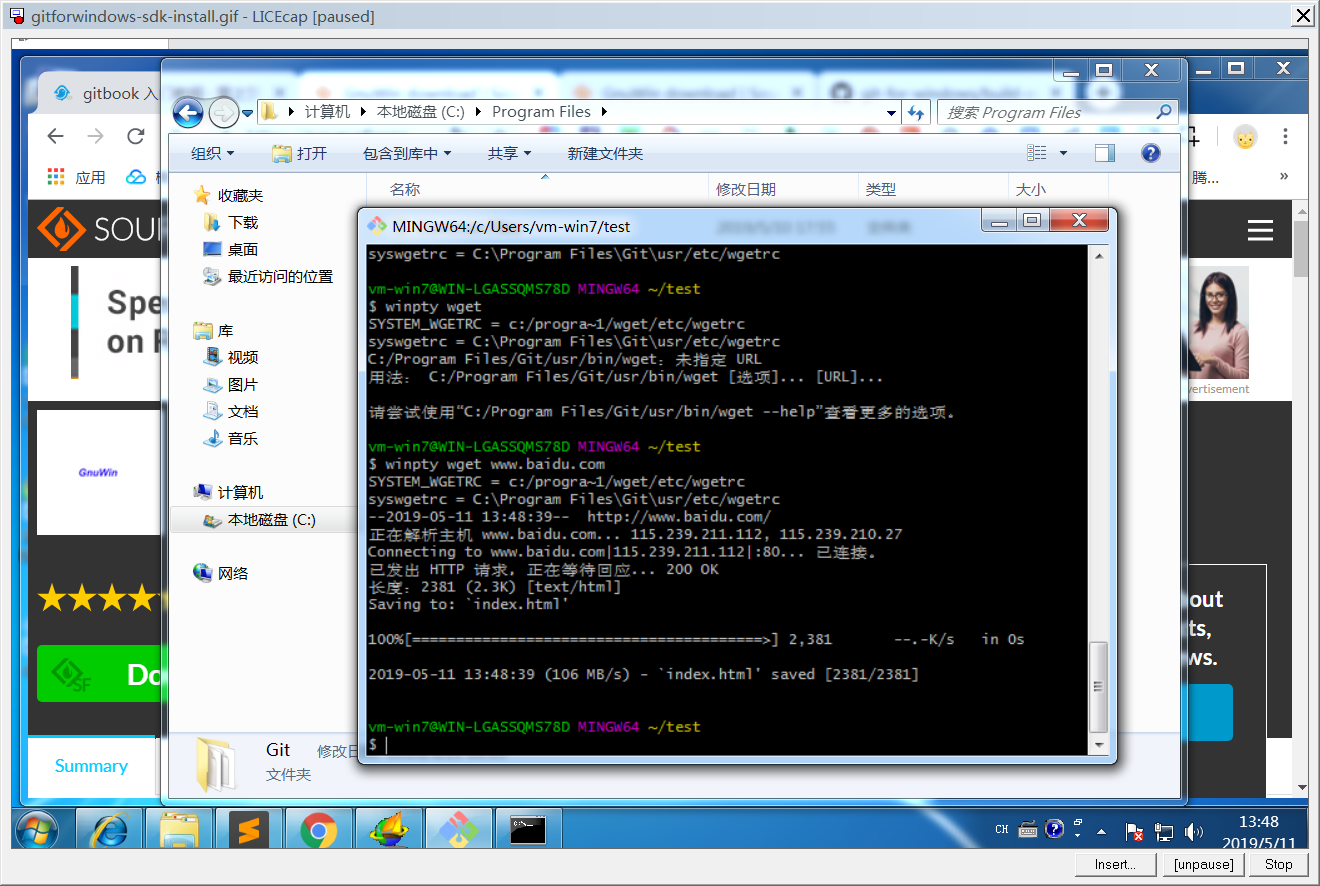 gitforwindows-sdk-install.gif - LICEcap [paused]
gitbook 入
计算机 本地磁盘 (C:) Program Files
搜索 Program Files
组织 打开 包含到库中 共享 新建文件夹
应用
腾...
»
名称 修改日期 类型 大小
收藏夹
下载
桌面
最近访问的位置
库
视频
图片
文档
音乐
计算机
本地磁盘 (C:)
网络
SOU
Spe
on F
GnuWin
Do
SF
Summary
vertisement
out
ts,
ws.
MINGW64:/c/Users/vm-win7/test
syswgetrc = C:\Program Files\Git\usr/etc/wgetrc
vm-win7@WIN-LGASSQMS78D MINGW64 ~/test
$ winpty wget
SYSTEM_WGETRC = c:/progra~1/wget/etc/wgetrc
syswgetrc = C:\Program Files\Git\usr/etc/wgetrc
C:/Program Files/Git/usr/bin/wget: 未指定 URL
用法: C:/Program Files/Git/usr/bin/wget [选项]... [URL]...
请尝试使用“C:/Program Files/Git/usr/bin/wget --help”查看更多的选项。
vm-win7@WIN-LGASSQMS78D MINGW64 ~/test
$ winpty wget www.baidu.com
SYSTEM_WGETRC = c:/progra~1/wget/etc/wgetrc
syswgetrc = C:\Program Files\Git\usr/etc/wgetrc
--2019-05-11 13:48:39-- http://www.baidu.com/
正在解析主机 www.baidu.com... 115.239.211.112, 115.239.210.27
Connecting to www.baidu.com|115.239.211.112|:80... 已连接。
已发出 HTTP 请求，正在等待回应... 200 OK
长度：2381 (2.3K) [text/html]
Saving to: `index.html'
100%[========================================>] 2,381 --.-K/s in 0s
2019-05-11 13:48:39 (106 MB/s) - `index.html' saved [2381/2381]
vm-win7@WIN-LGASSQMS78D MINGW64 ~/test
$
Git 修改日
文件夹
CH
13:48
2019/5/11
Insert... [unpause] Stop